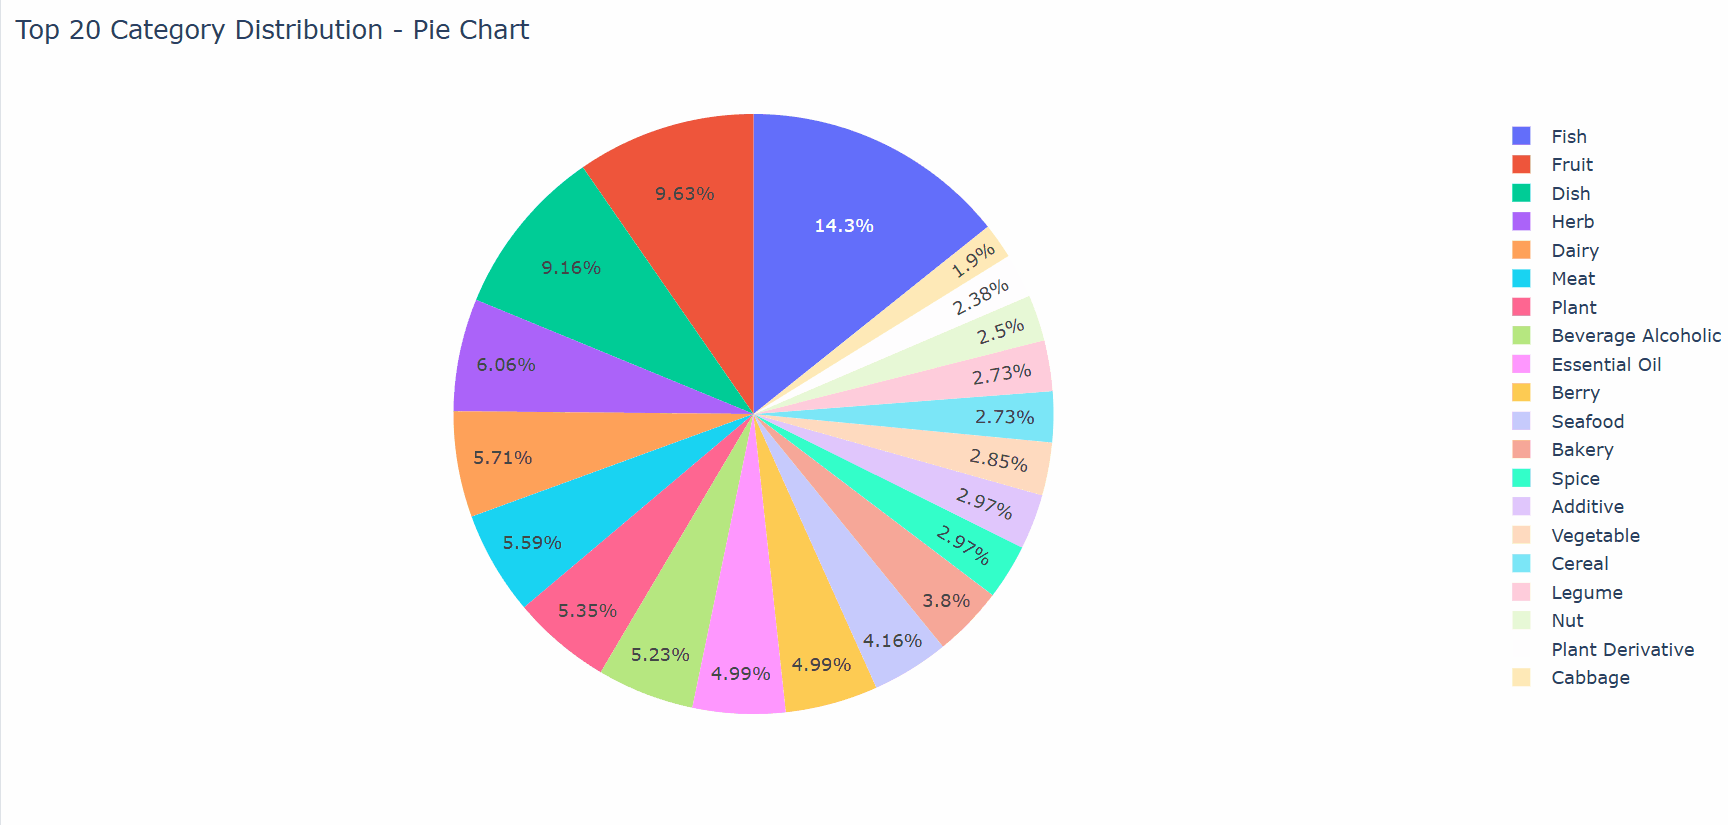 Top 20 Category Distribution - Pie Chart
14.3%
9.63%
9.16%
6.06%
5.71%
5.59%
5.35%
5.23%
4.99%
4.99%
4.16%
3.8%
2.97%
2.97%
2.85%
2.73%
2.73%
2.5%
2.38%
1.9%
Fish
Fruit
Dish
Herb
Dairy
Meat
Plant
Beverage Alcoholic
Essential Oil
Berry
Seafood
Bakery
Spice
Additive
Vegetable
Cereal
Legume
Nut
Plant Derivative
Cabbage